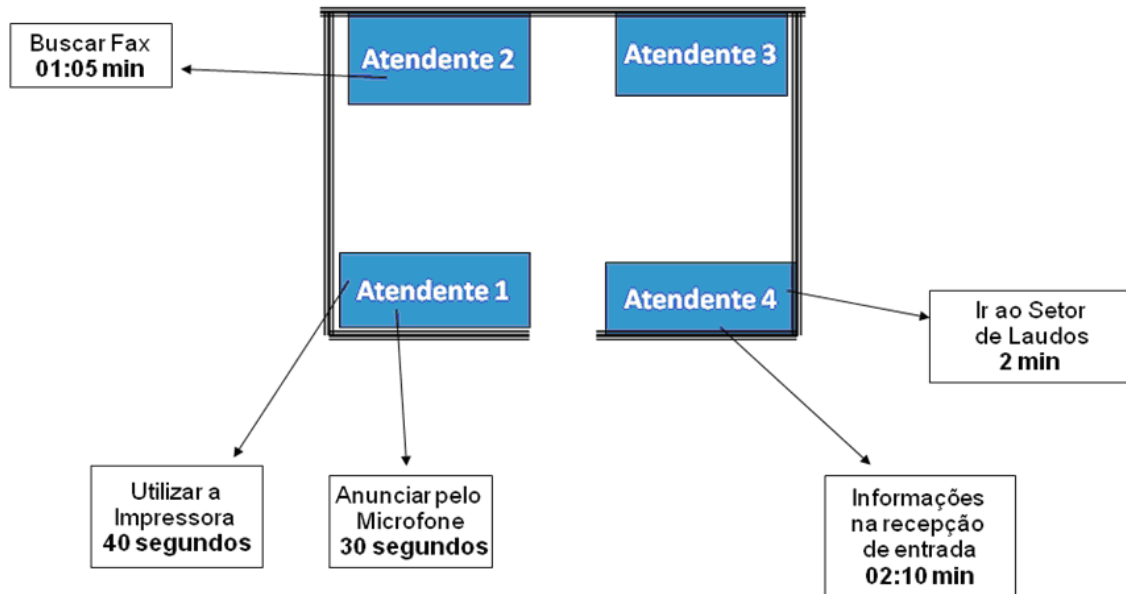 Buscar Fax
01:05 min
Atendente 2
Atendente 3
Atendente 1
Atendente 4
Ir ao Setor
de Laudos
2 min
Utilizar a
Impressora
40 segundos
Anunciar pelo
Microfone
30 segundos
Informações
na recepção
de entrada
02:10 min